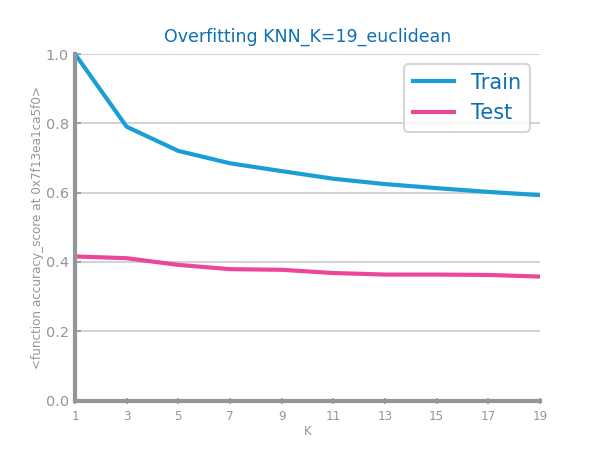 Overfitting KNN_K=19_euclidean
<function accuracy_score at 0x7f13ea1ca5f0>
1.0
0.8
0.6
0.4
0.2
0.0
Train
Test
1 3 5 7 9 11 13 15 17 19
K